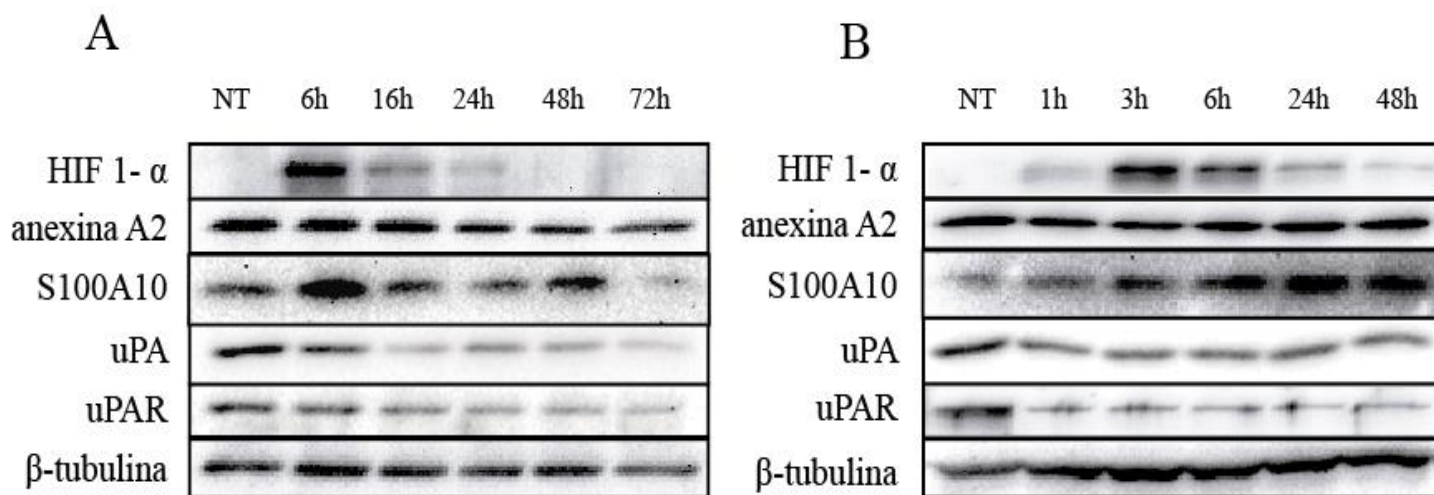 A
NT 6h 16h 24h 48h 72h
HIF 1- α
anexina A2
S100A10
uPA
uPAR
β-tubulina
B
NT 1h 3h 6h 24h 48h
HIF 1- α
anexina A2
S100A10
uPA
uPAR
β-tubulina